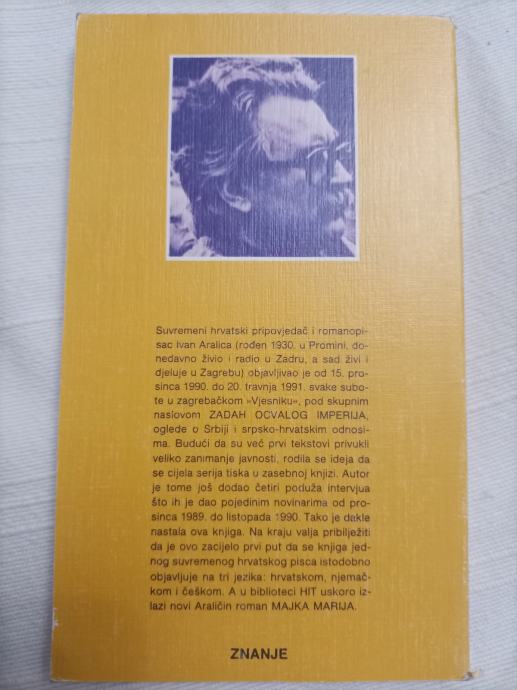 Suvremeni hrvatski pripovjedač i romanopi-
sac Ivan Aralica (rođen 1930. u Promini, do-
nedavno živio i radio u Zadru, a sad živi i
djeluje u Zagrebu) objavljivao je od 15. pro-
sinca 1990. do 20. travnja 1991. svake subo-
te u zagrebačkom »Vjesniku«, pod skupnim
naslovom ZADAH OCVALOG IMPERIJA,
oglede o Srbiji i srpsko-hrvatskim odnosi-
ma. Budući da su već prvi tekstovi privukli
veliko zanimanje javnosti, rodila se ideja da
se cijela serija tiska u zasebnoj knjizi. Autor
je tome još dodao četiri poduža intervjua
što ih je dao pojedinim novinarima od pro-
sinca 1989. do listopada 1990. Tako je dakle
nastala ova knjiga. Na kraju valja pribilježiti
da je ovo zacijelo prvi put da se knjiga jed-
nog suvremenog hrvatskog pisca istodobno
objavljuje na tri jezika: hrvatskom, njemač-
kom i češkom. A u biblioteci HIT uskoro iz-
lazi novi Araličin roman MAJKA MARIJA.
ZNANJE